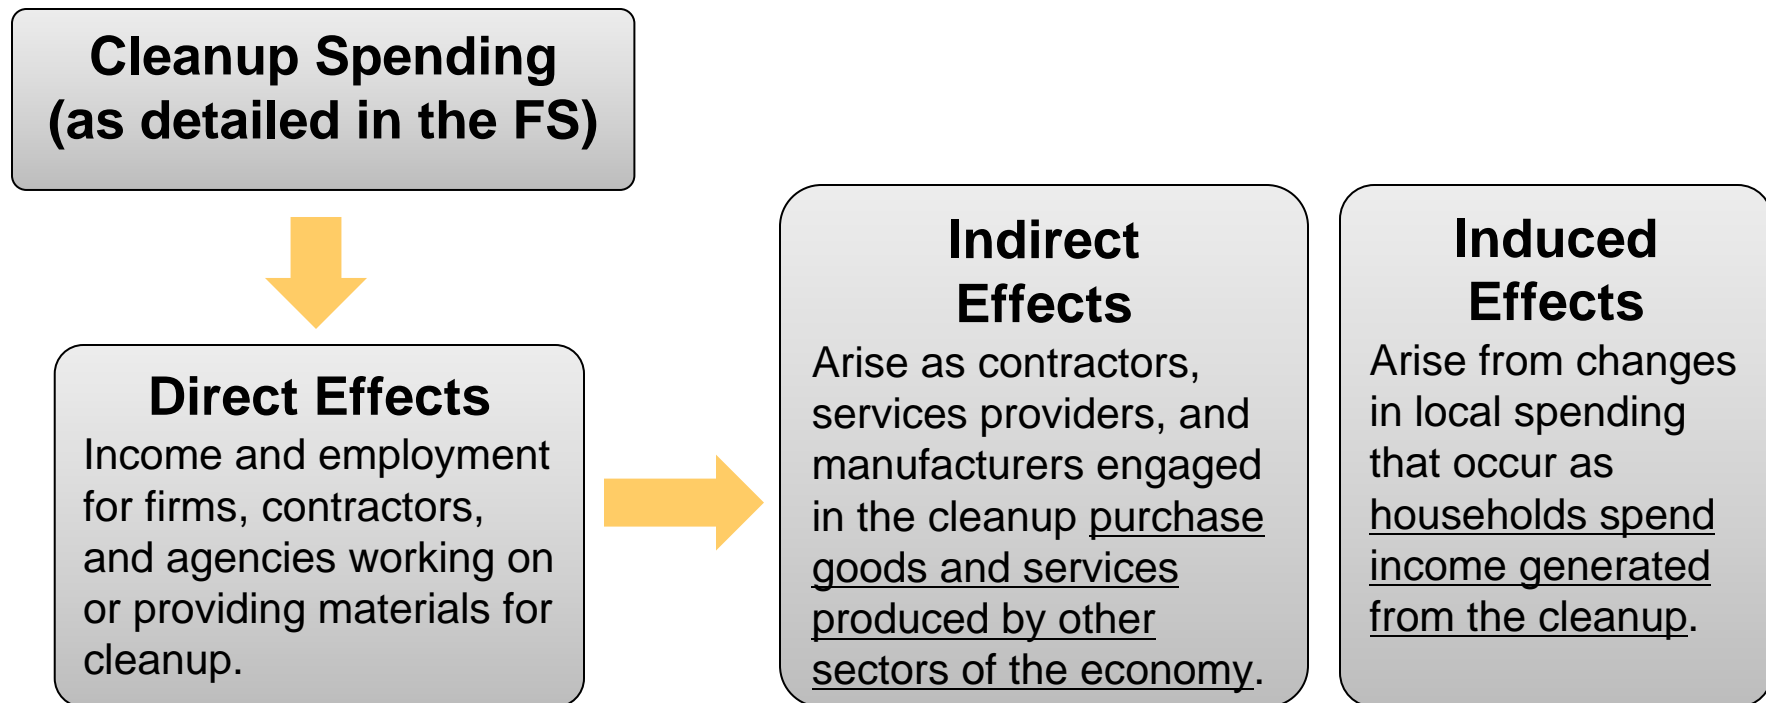 Cleanup Spending
(as detailed in the FS)
Direct Effects
Income and employment
for firms, contractors,
and agencies working on
or providing materials for
cleanup.
Indirect
Effects
Arise as contractors,
services providers, and
manufacturers engaged
in the cleanup purchase
goods and services
produced by other
sectors of the economy.
Induced
Effects
Arise from changes
in local spending
that occur as
households spend
income generated
from the cleanup.